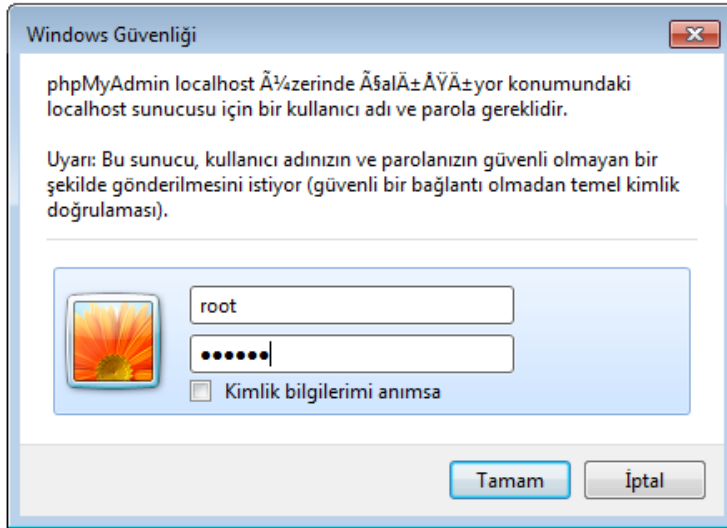 Windows Güvenliği
phpMyAdmin localhost Ã¼zerinde Ã§alÄ±ÅŸÄ±yor konumundaki
localhost sunucusu için bir kullanıcı adı ve parola gereklidir.
Uyarı: Bu sunucu, kullanıcı adınızın ve parolanızın güvenli olmayan bir
şekilde gönderilmesini istiyor (güvenli bir bağlantı olmadan temel kimlik
doğrulaması).
root
●●●●●●
Kimlik bilgilerimi anımsa
Tamam
İptal